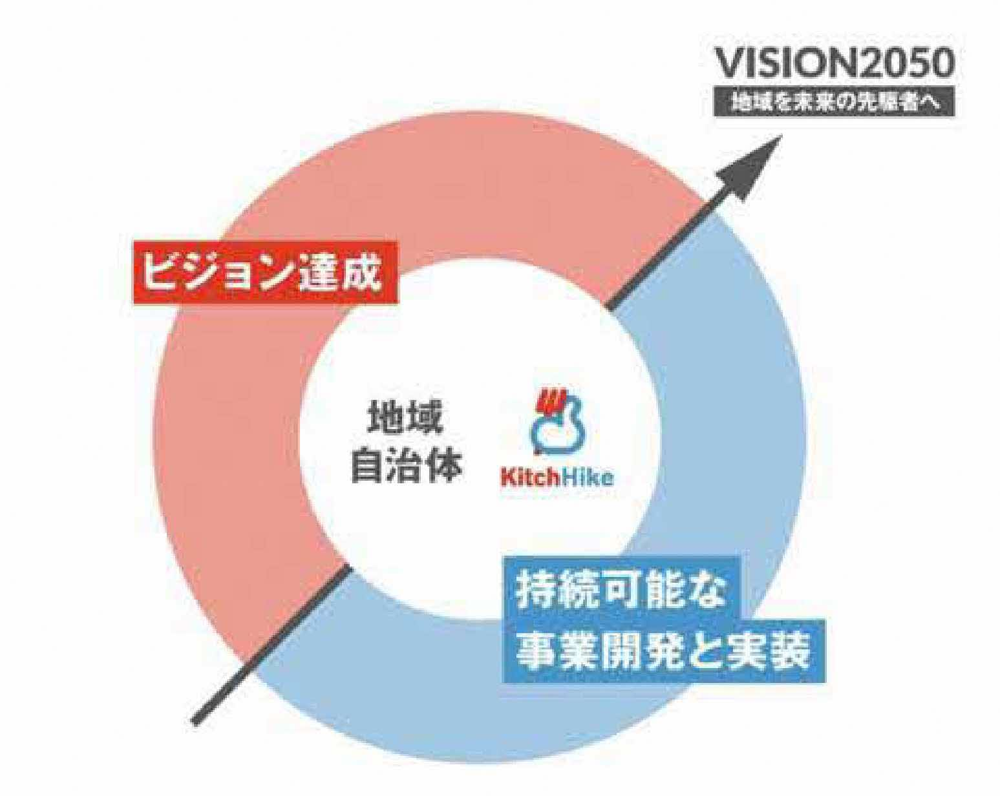 VISION2050
地域を未来の先駆者へ
ビジョン達成
地域
自治体
KitchHike
持続可能な
事業開発と実装